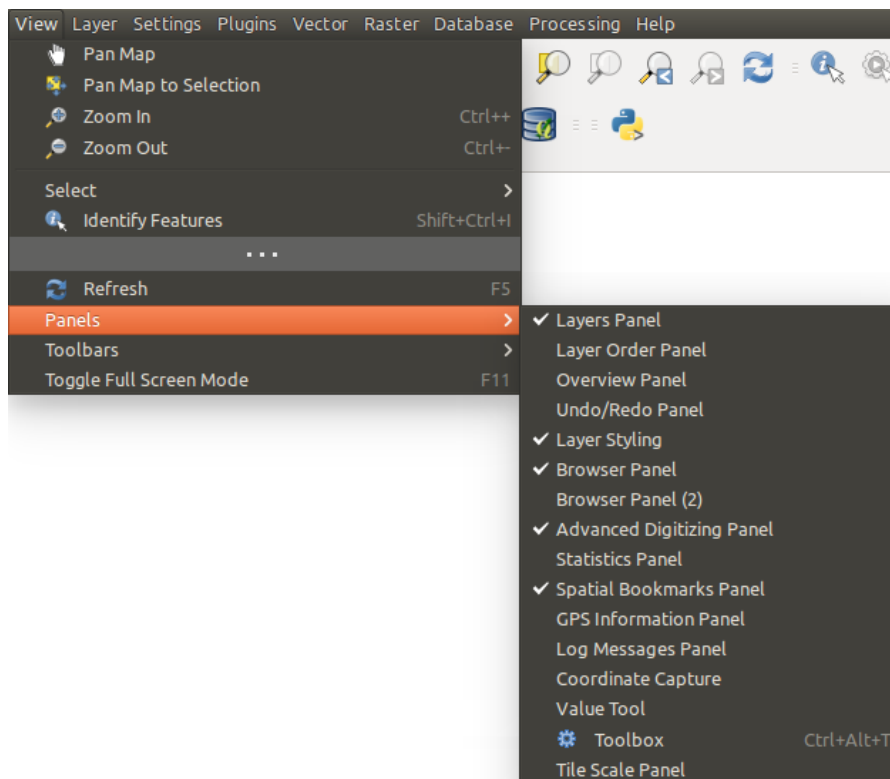 View Layer Settings Plugins Vector Raster Database Processing Help
Pan Map
Pan Map to Selection
Zoom In Ctrl++
Zoom Out Ctrl+-
Select
Identify Features Shift+Ctrl+I
...
Refresh F5
Panels
Toolbars
Toggle Full Screen Mode F11
Layers Panel
Layer Order Panel
Overview Panel
Undo/Redo Panel
Layer Styling
Browser Panel
Browser Panel (2)
Advanced Digitizing Panel
Statistics Panel
Spatial Bookmarks Panel
GPS Information Panel
Log Messages Panel
Coordinate Capture
Value Tool
Toolbox Ctrl+Alt+T
Tile Scale Panel